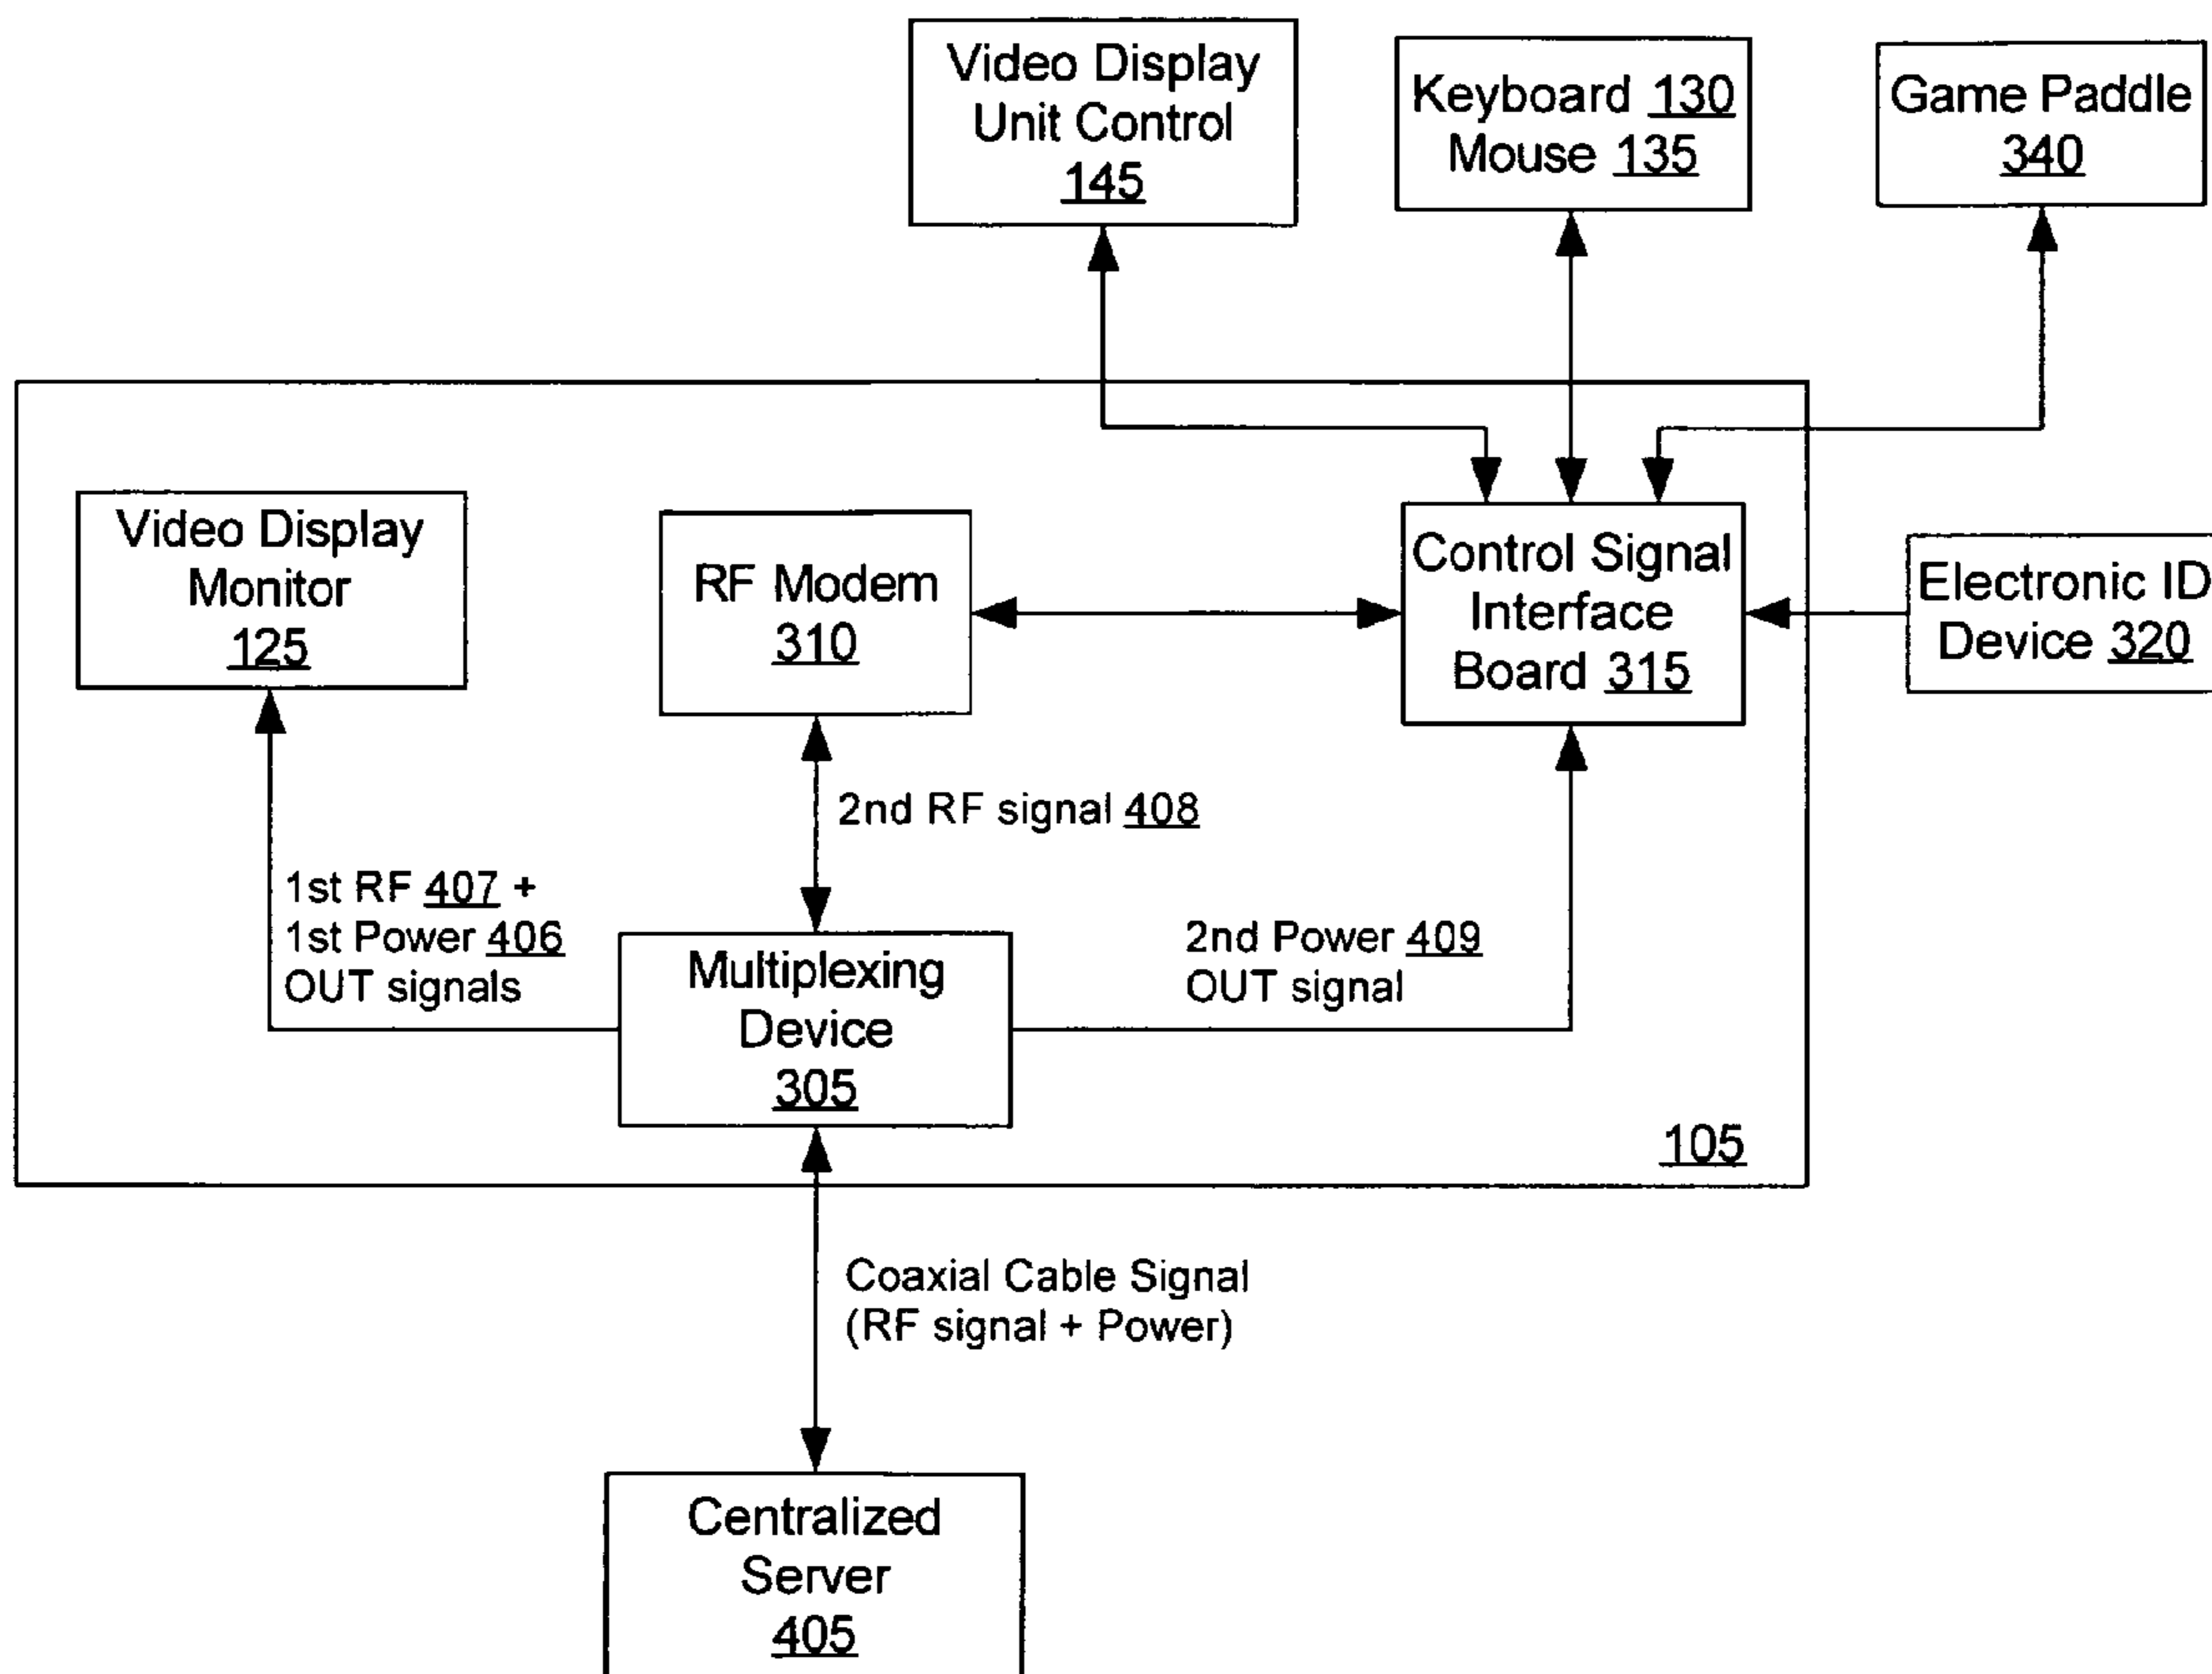 Video Display
Unit Control
145
Keyboard 130
Mouse 135
Game Paddle
340
Video Display
Monitor
125
RF Modem
310
Control Signal
Interface
Board 315
Electronic ID
Device 320
2nd RF signal 408
1st RF 407 +
1st Power 406
OUT signals
2nd Power 409
OUT signal
Multiplexing
Device
305
105
Coaxial Cable Signal
(RF signal + Power)
Centralized
Server
405